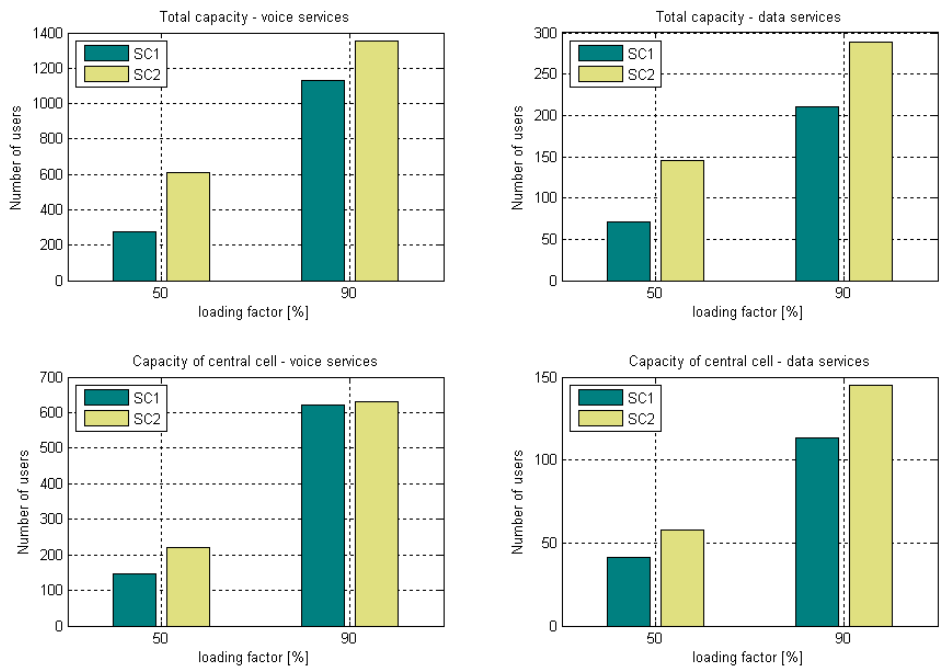 Total capacity - voice services
1400
1200
1000
800
600
400
200
0
Number of users
SC1
SC2
50
90
loading factor [%]
Total capacity - data services
300
250
200
150
100
50
0
Number of users
SC1
SC2
50
90
loading factor [%]
Capacity of central cell - voice services
700
600
500
400
300
200
100
0
Number of users
SC1
SC2
50
90
loading factor [%]
Capacity of central cell - data services
150
100
50
0
Number of users
SC1
SC2
50
90
loading factor [%]